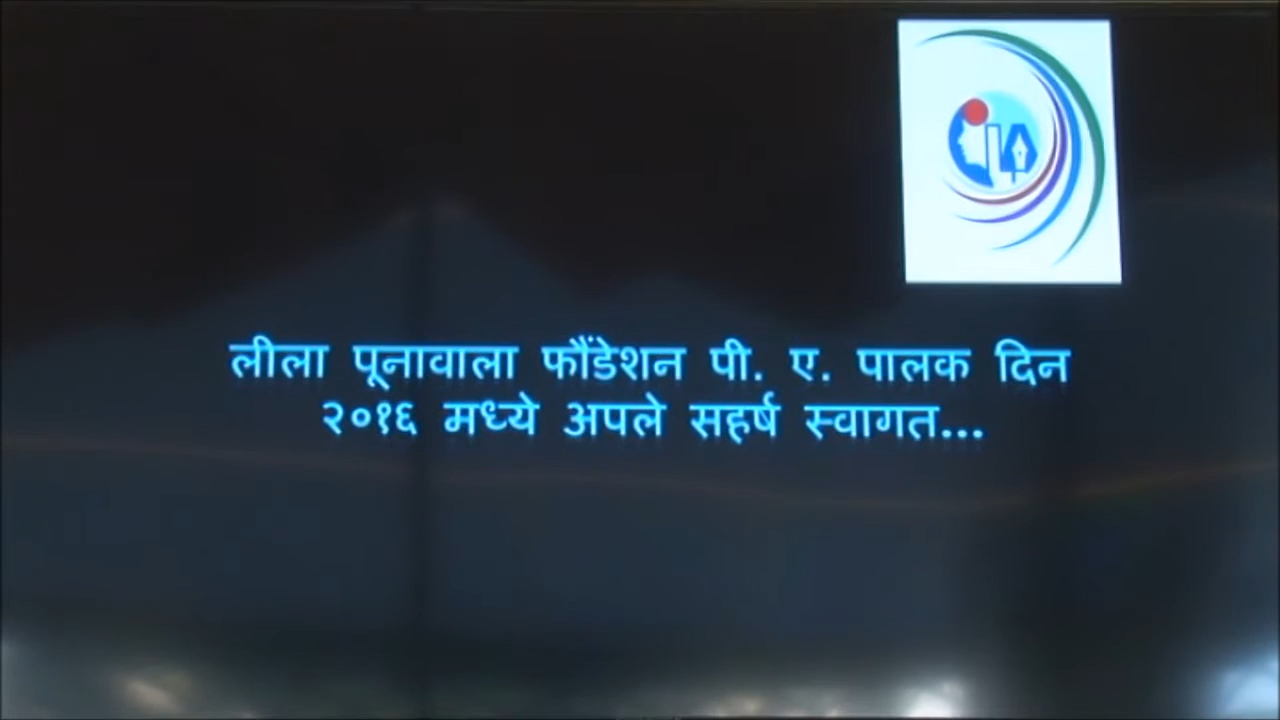 लीला पूनावाला फौंडेशन पी. ए. पालक दिन
२०१६ मध्ये अपले सहर्ष स्वागत...